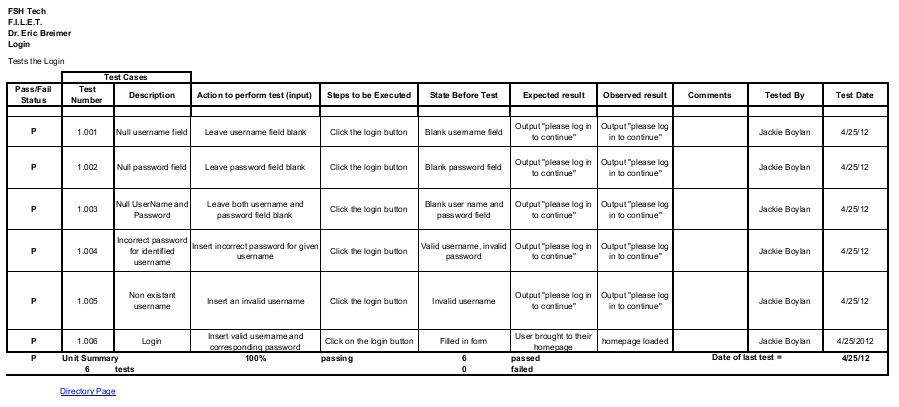 FSH Tech
F.I.L.E.T.
Dr. Eric Breimer
Login
Tests the Login
Test Cases
Pass/Fail Status Test Number Description Action to perform test (input) Steps to be Executed State Before Test Expected result Observed result Comments Tested By Test Date
P 1.001 Null username field Leave username field blank Click the login button Blank username field Output "please log in to continue" Output "please log in to continue" Jackie Boylan 4/25/12
P 1.002 Null password field Leave password field blank Click the login button Blank password field Output "please log in to continue" Output "please log in to continue" Jackie Boylan 4/25/12
P 1.003 Null UserName and Password Leave both username and password field blank Click the login button Blank user name and password field Output "please log in to continue" Output "please log in to continue" Jackie Boylan 4/25/12
P 1.004 Incorrect password for identified username Insert incorrect password for given username Click the login button Valid username, invalid password Output "please log in to continue" Output "please log in to continue" Jackie Boylan 4/25/12
P 1.005 Non existant username Insert an invalid username Click the login button Invalid username Output "please log in to continue" Output "please log in to continue" Jackie Boylan 4/25/12
P 1.006 Login Insert valid username and corresponding password Click on the login button Filled in form User brought to their homepage homepage loaded Jackie Boylan 4/25/2012
P Unit Summary 100% passing 6 passed Date of last test = 4/25/12
6 tests 0 failed
Directory Page